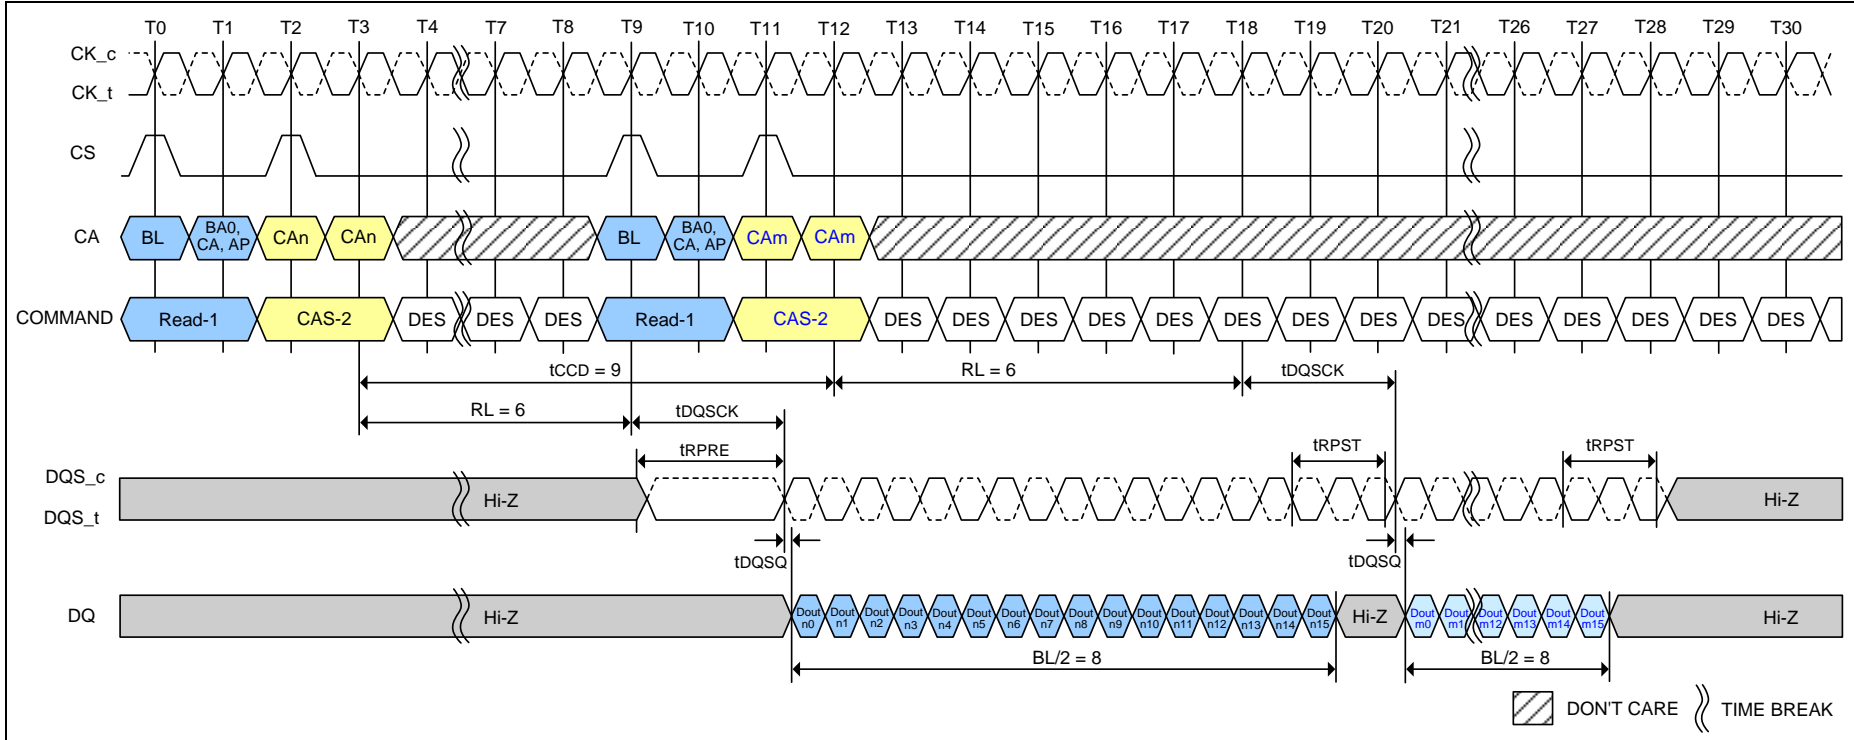 T0 T1 T2 T3 T4 T7 T8 T9 T10 T11 T12 T13 T14 T15 T16 T17 T18 T19 T20 T21 T26 T27 T28 T29 T30
CK_c
CK_t
CS
CA BL BA0, CA, AP CAn CAn BL BA0, CA, AP CAm CAm
COMMAND Read-1 CAS-2 DES DES DES Read-1 CAS-2 DES DES DES DES DES DES DES DES DES DES DES DES DES DES
tCCD = 9 RL = 6 tDQSCK
RL = 6 tDQSCK
tRPRE tRPST tRPST
DQS_c
Hi-Z Hi-Z
DQS_t
tDQSQ tDQSQ
DQ Hi-Z Dout n0 Dout n1 Dout n2 Dout n3 Dout n4 Dout n5 Dout n6 Dout n7 Dout n8 Dout n9 Dout n10 Dout n11 Dout n12 Dout n13 Dout n14 Dout n15 Hi-Z Dout m0 Dout m1 Dout m12 Dout m13 Dout m14 Dout m15 Hi-Z
BL/2 = 8 BL/2 = 8
DON'T CARE TIME BREAK